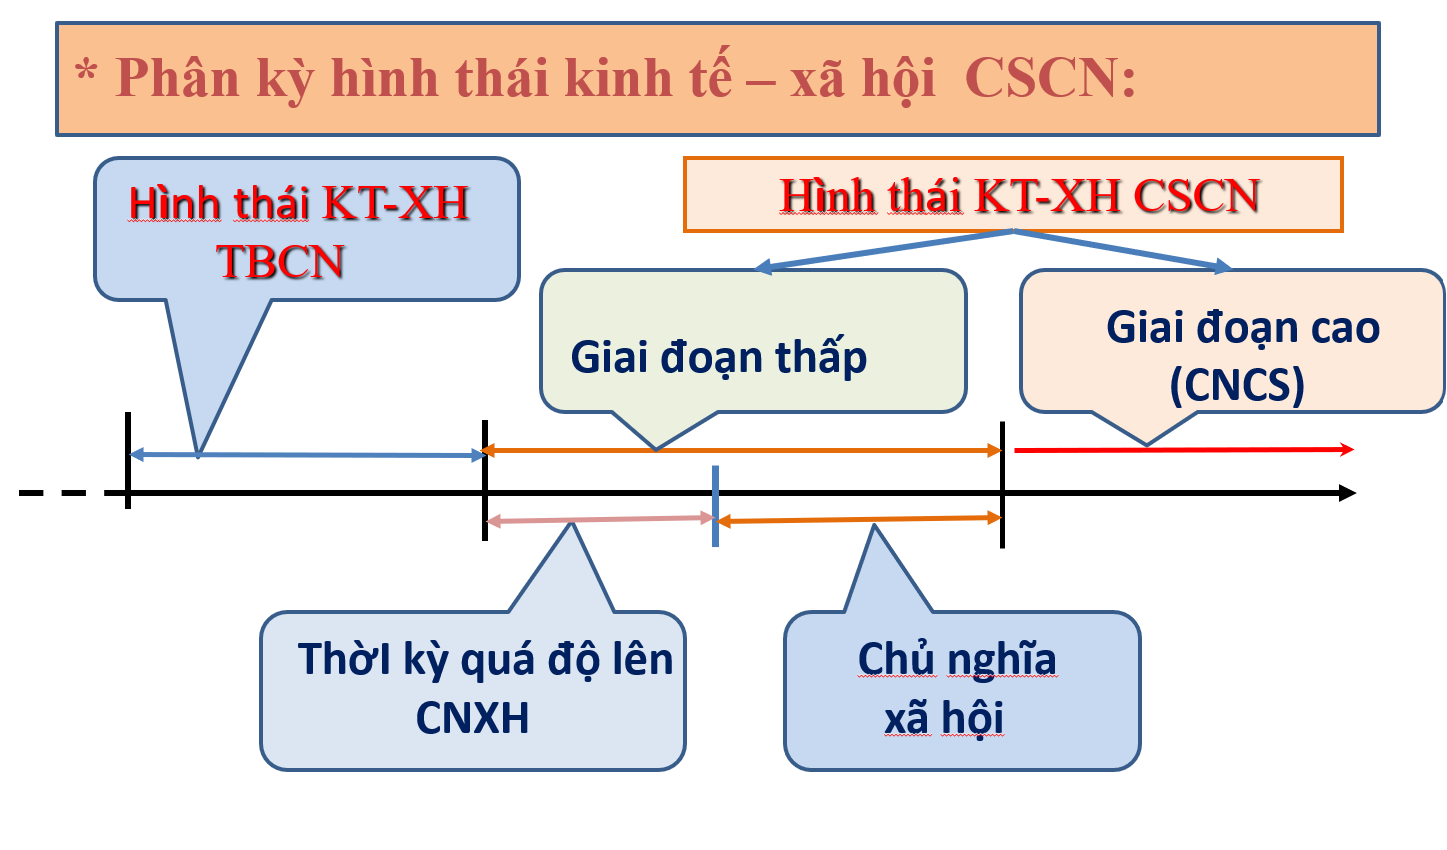 * Phân kỳ hình thái kinh tế – xã hội CSCN:
Hình thái KT-XH
TBCN
Hình thái KT-XH CSCN
Giai đoạn thấp
Giai đoạn cao
(CNCS)
ThờI kỳ quá độ lên
CNXH
Chủ nghĩa
xã hội